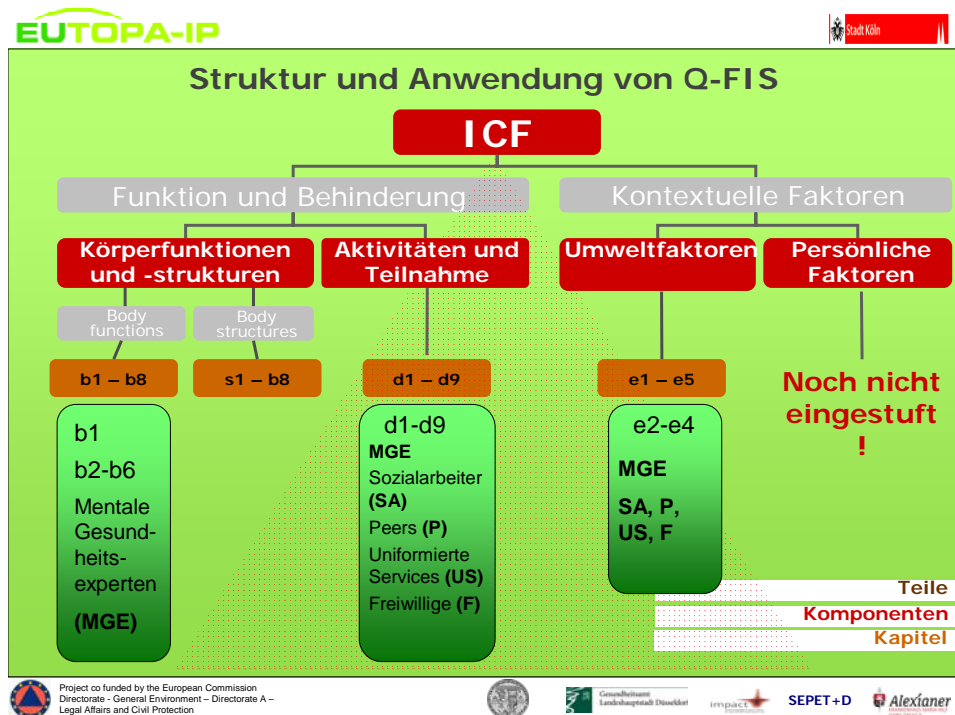 EUTOPA-IP
Stadt Köln
Struktur und Anwendung von Q-FIS
ICF
Funktion und Behinderung
Kontextuelle Faktoren
Körperfunktionen
und -strukturen
Aktivitäten und
Teilnahme
Umweltfaktoren
Persönliche
Faktoren
Body
functions
Body
structures
b1 – b8
s1 – b8
d1 – d9
e1 – e5
Noch nicht
eingestuft
!
b1
b2-b6
Mentale
Gesund-
heits-
experten
(MGE)
d1-d9
MGE
Sozialarbeiter
(SA)
Peers (P)
Uniformierte
Services (US)
Freiwillige (F)
e2-e4
MGE
SA, P,
US, F
Teile
Komponenten
Kapitel
Project co funded by the European Commission
Directorate - General Environment – Directorate A –
Legal Affairs and Civil Protection
Gesundheitsamt
Landeshauptstadt Düsseldorf
impact
SEPET+D
Alexianer